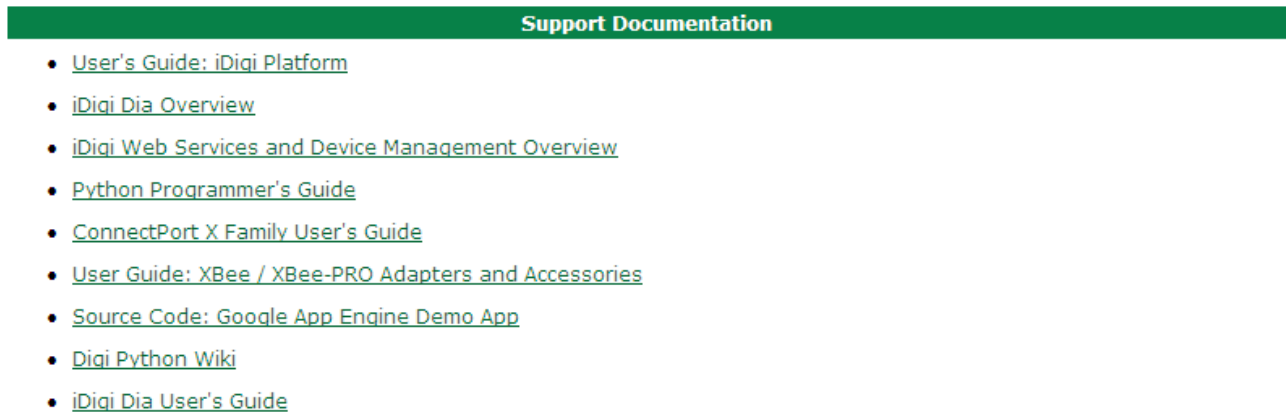 Support Documentation
• User's Guide: iDigi Platform
• iDigi Dia Overview
• iDigi Web Services and Device Management Overview
• Python Programmer's Guide
• ConnectPort X Family User's Guide
• User Guide: XBee / XBee-PRO Adapters and Accessories
• Source Code: Google App Engine Demo App
• Digi Python Wiki
• iDigi Dia User's Guide